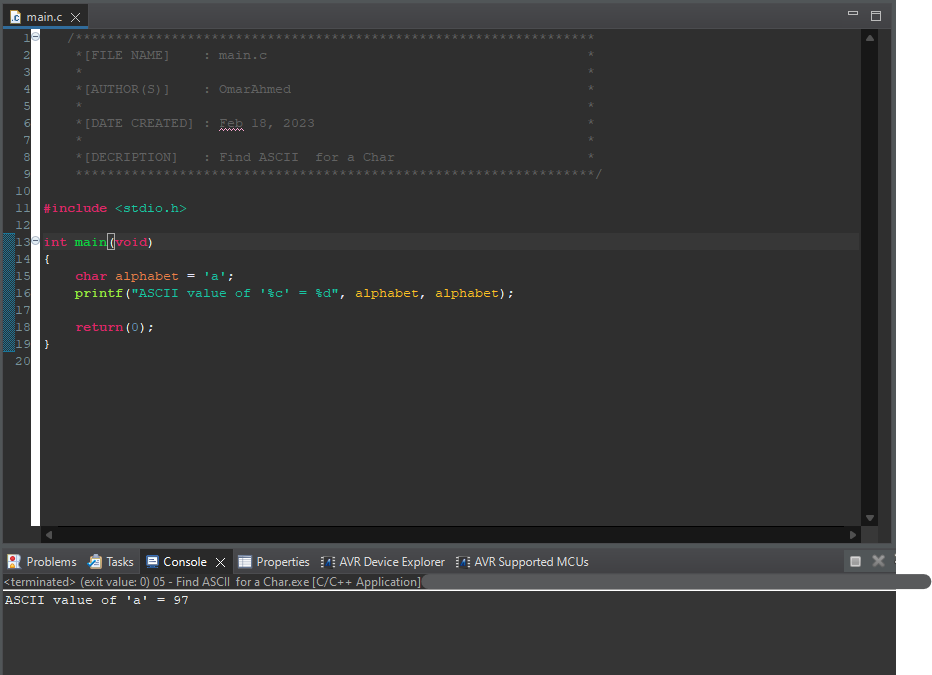 main.c
1 /*****************************************************************
2 *[FILE NAME]    : main.c                                        *
3 *                                                               *
4 *[AUTHOR(S)]    : OmarAhmed                                     *
5 *                                                               *
6 *[DATE CREATED] : Feb 18, 2023                                  *
7 *                                                               *
8 *[DECRIPTION]   : Find ASCII  for a Char                        *
9 *****************************************************************/
10
11 #include <stdio.h>
12
13 int main(void)
14 {
15     char alphabet = 'a';
16     printf("ASCII value of '%c' = %d", alphabet, alphabet);
17
18     return(0);
19 }
20
Problems Tasks Console Properties AVR Device Explorer AVR Supported MCUs
<terminated> (exit value: 0) 05 - Find ASCII  for a Char.exe [C/C++ Application]
ASCII value of 'a' = 97